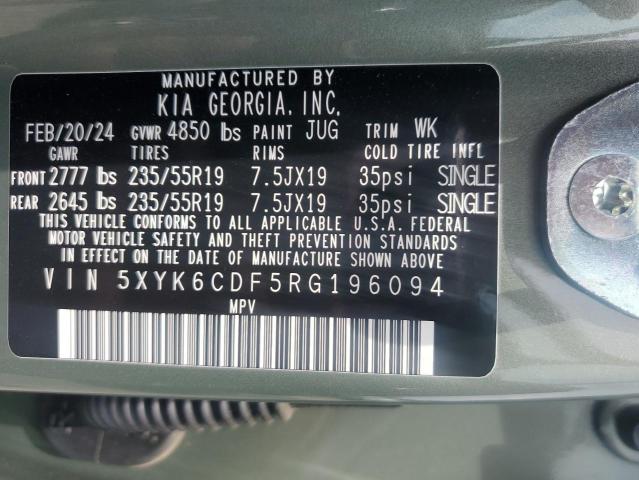 MANUFACTURED BY
KIA GEORGIA, INC.
FEB/20/24 GVWR 4850 lbs PAINT JUG TRIM WK
GAWR TIRES RIMS COLD TIRE INFL
FRONT 2777 lbs 235/55R19 7.5JX19 35psi SINGLE
REAR 2645 lbs 235/55R19 7.5JX19 35psi SINGLE
THIS VEHICLE CONFORMS TO ALL APPLICABLE U.S.A. FEDERAL
MOTOR VEHICLE SAFETY AND THEFT PREVENTION STANDARDS
IN EFFECT ON THE DATE OF MANUFACTURE SHOWN ABOVE
VIN 5XYK6CDF5RG196094
MPV